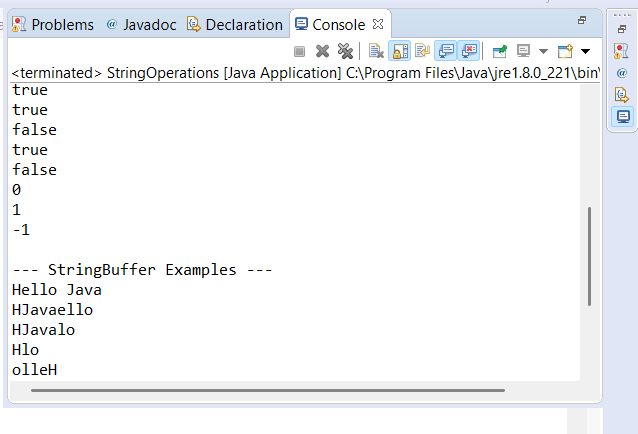 Problems @ Javadoc Declaration Console
<terminated> StringOperations [Java Application] C:\Program Files\Java\jre1.8.0_221\bin\
true
true
false
true
false
0
1
-1
--- StringBuffer Examples ---
Hello Java
HJavaello
HJavalo
Hlo
olleH